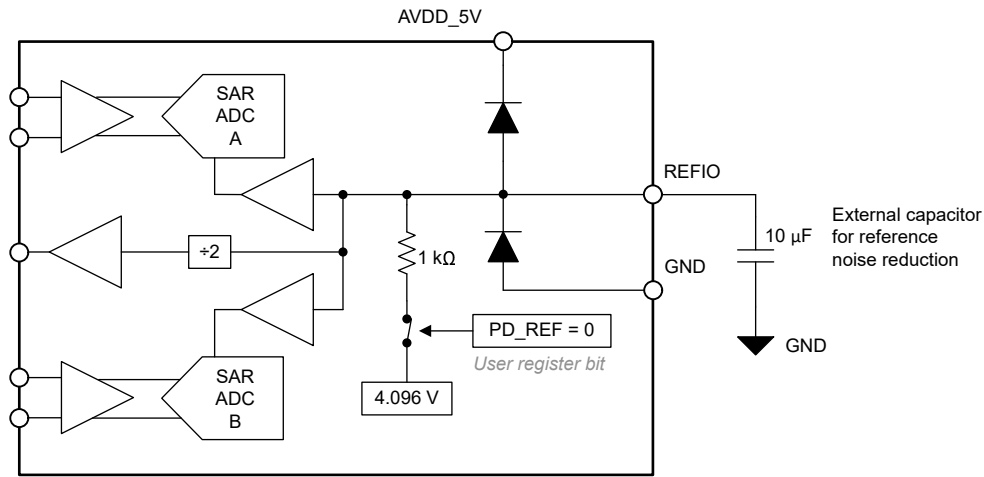 AVDD_5V
SAR
ADC
A
REFIO
÷2
1 kΩ
10 μF
External capacitor
for reference
noise reduction
GND
PD_REF = 0
User register bit
GND
4.096 V
SAR
ADC
B